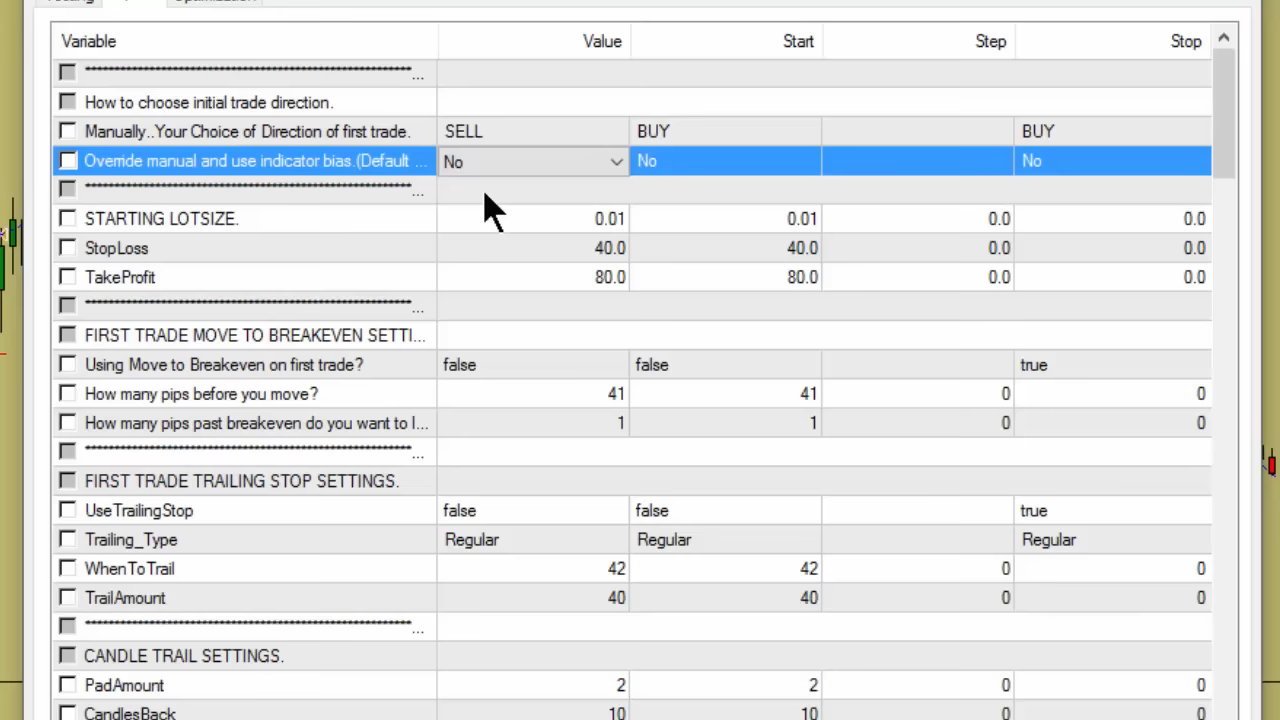 Variable Value Start Step Stop
****************************************************************...
How to choose initial trade direction.
Manually..Your Choice of Direction of first trade. SELL BUY BUY
Override manual and use indicator bias.(Default ... No No No
****************************************************************...
STARTING LOTSIZE. 0.01 0.01 0.0 0.0
StopLoss 40.0 40.0 0.0 0.0
TakeProfit 80.0 80.0 0.0 0.0
****************************************************************...
FIRST TRADE MOVE TO BREAKEVEN SETTI...
Using Move to Breakeven on first trade? false false true
How many pips before you move? 41 41 0 0
How many pips past breakeven do you want to l... 1 1 0 0
****************************************************************...
FIRST TRADE TRAILING STOP SETTINGS.
UseTrailingStop false false true
Trailing_Type Regular Regular Regular
WhenToTrail 42 42 0 0
TrailAmount 40 40 0 0
****************************************************************...
CANDLE TRAIL SETTINGS.
PadAmount 2 2 0 0
CandlesBack 10 10 0 0